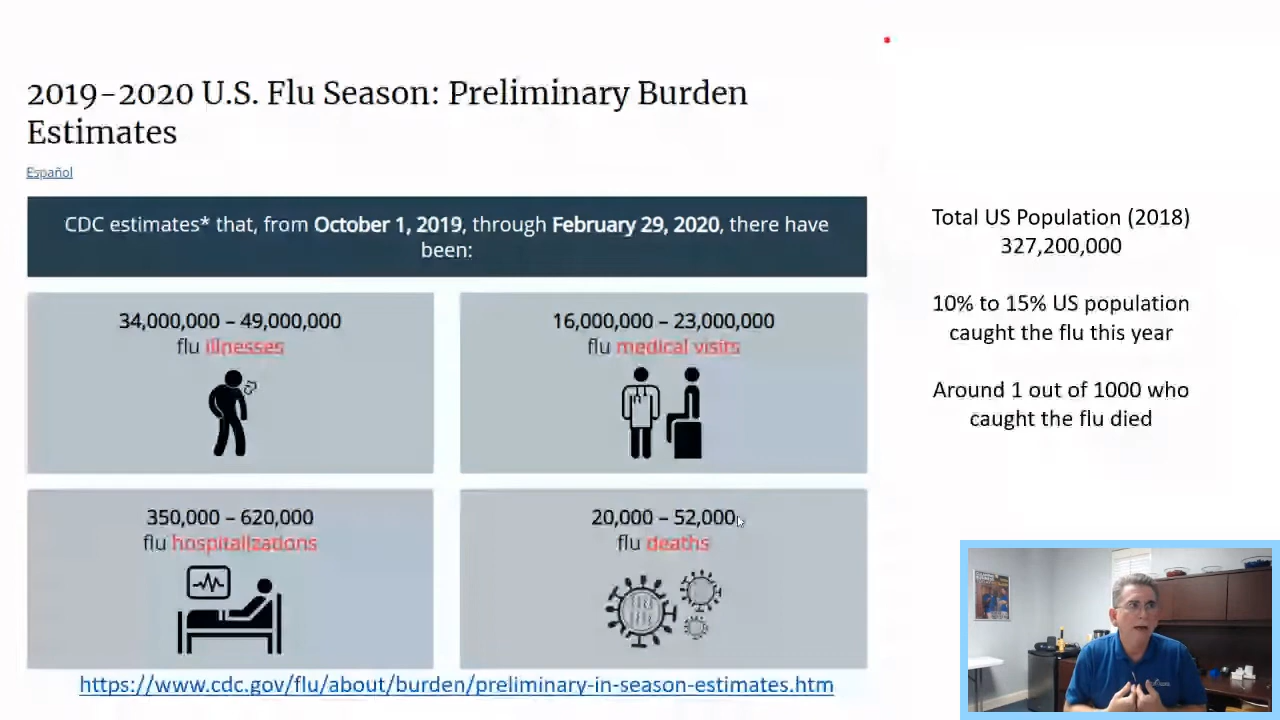 2019-2020 U.S. Flu Season: Preliminary Burden
Estimates
Español
CDC estimates* that, from October 1, 2019, through February 29, 2020, there have
been:
34,000,000 – 49,000,000
flu illnesses
16,000,000 – 23,000,000
flu medical visits
350,000 – 620,000
flu hospitalizations
20,000 – 52,000
flu deaths
https://www.cdc.gov/flu/about/burden/preliminary-in-season-estimates.htm
Total US Population (2018)
327,200,000
10% to 15% US population
caught the flu this year
Around 1 out of 1000 who
caught the flu died